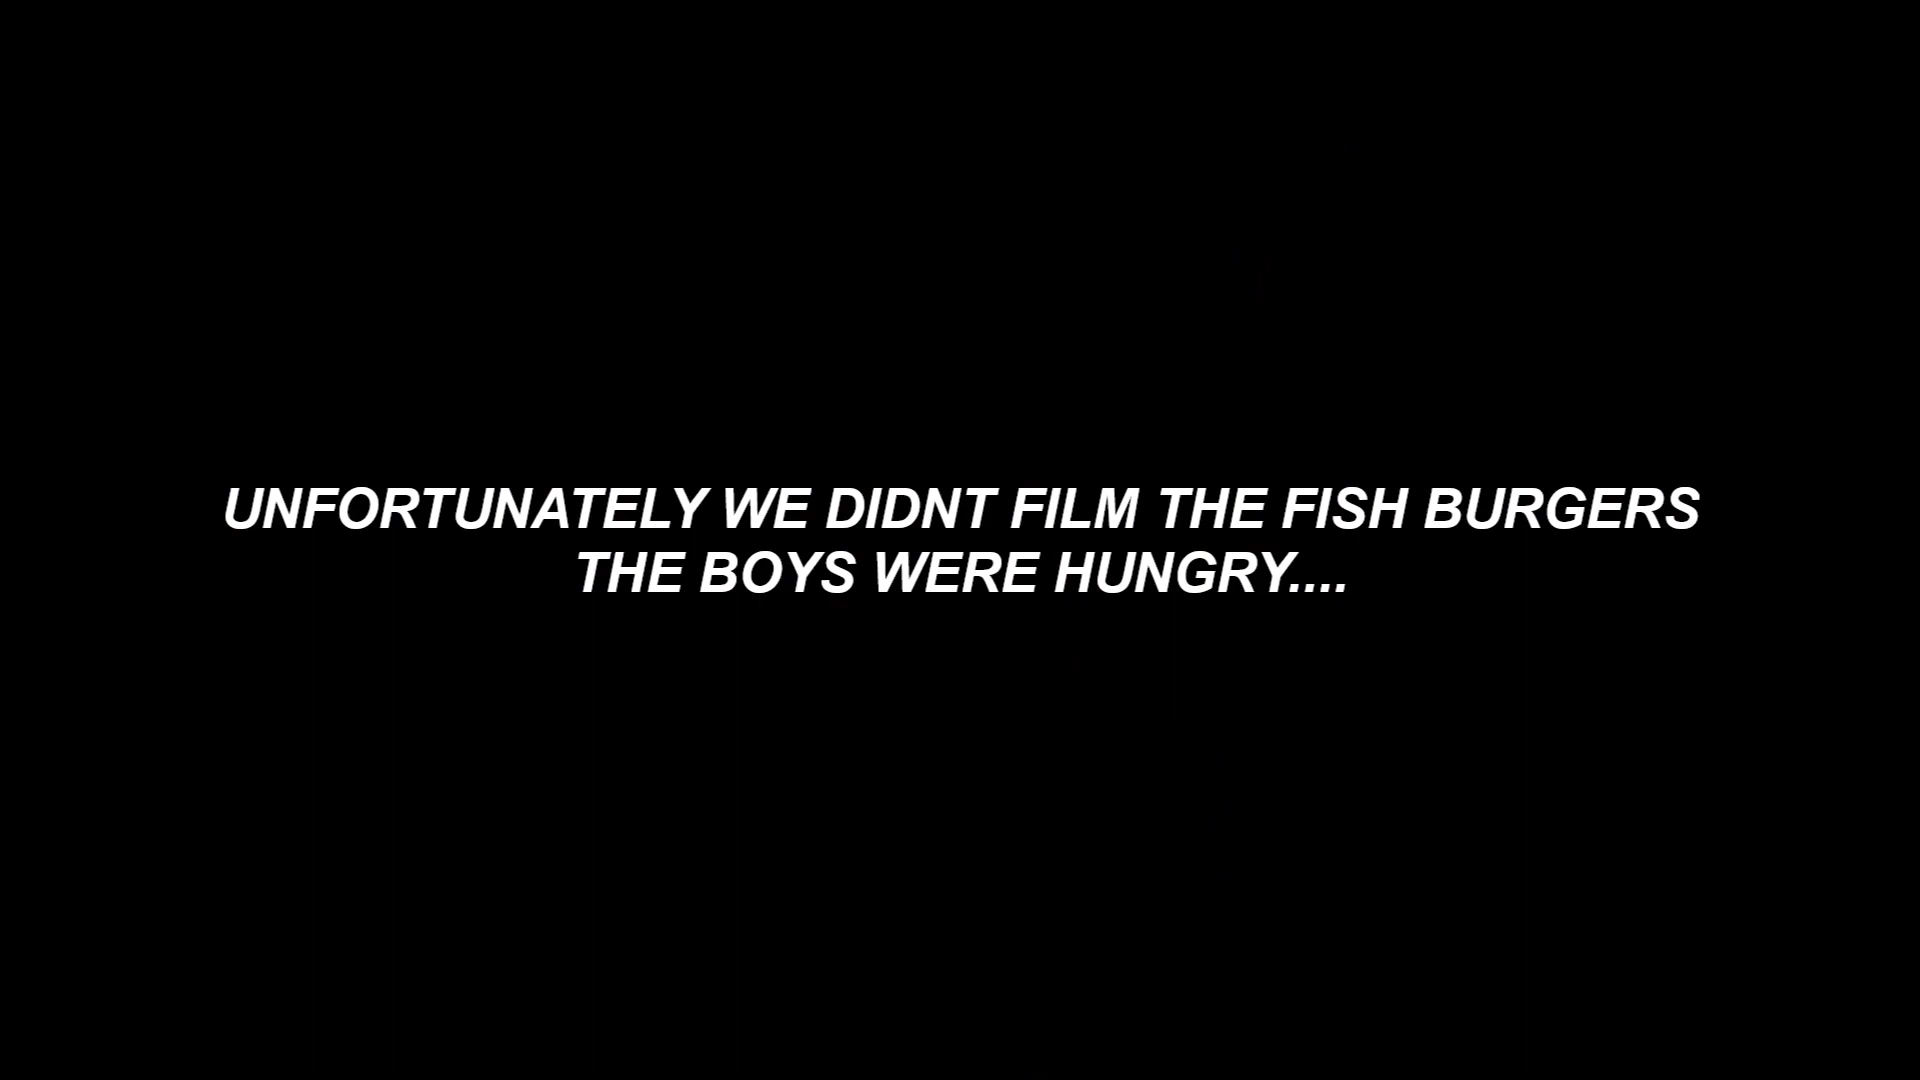 UNFORTUNATELY WE DIDNT FILM THE FISH BURGERS
THE BOYS WERE HUNGRY....